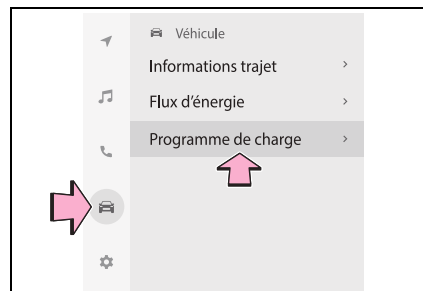 Véhicule
Informations trajet
Flux d'énergie
Programme de charge